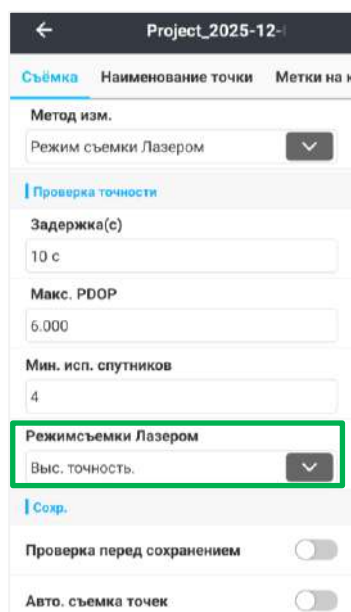 Project_2025-12-
Съёмка Наименование точки Метки на
Метод изм.
Режим съемки Лазером
Проверка точности
Задержка(с)
10 с
Макс. PDOP
6.000
Мин. исп. спутников
4
Режимсъемки Лазером
Выс. точность.
Сохр.
Проверка перед сохранением
Авто. съемка точек